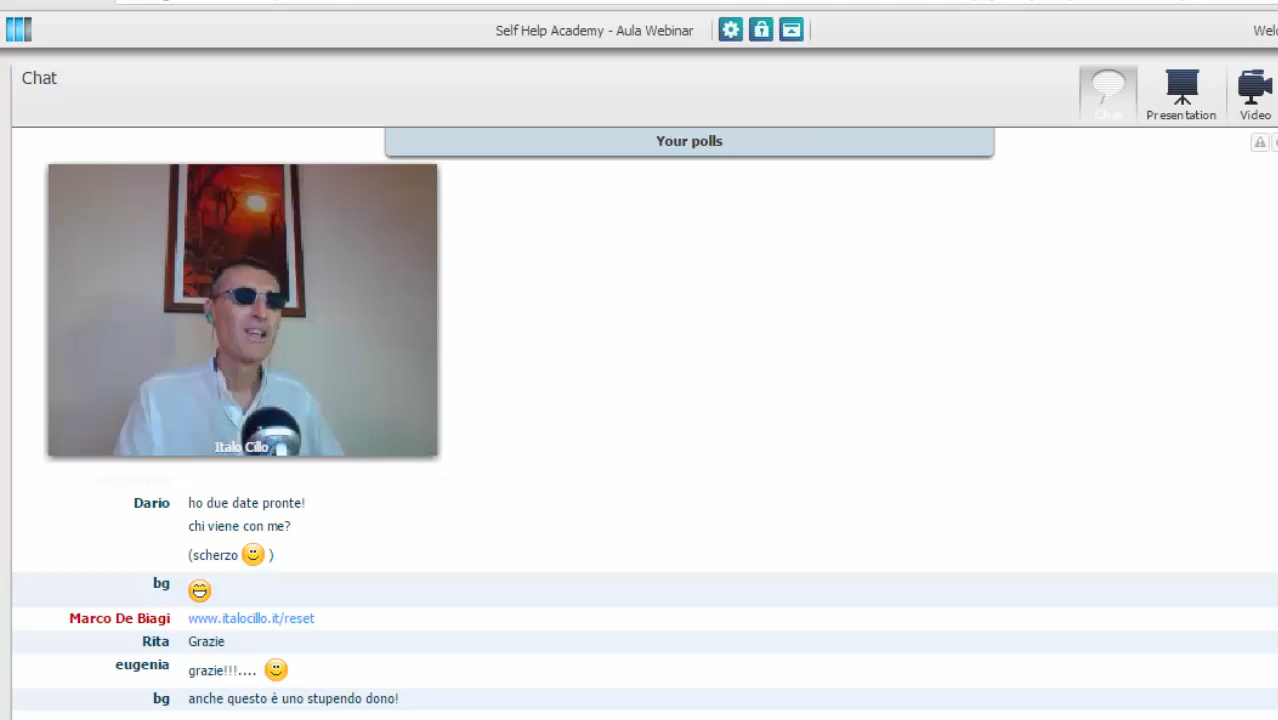 Self Help Academy - Aula Webinar
Chat
Presentation
Video
Your polls
Italo Cillo
Dario ho due date pronte!
chi viene con me?
(scherzo )
bg
Marco De Biagi www.italocillo.it/reset
Rita Grazie
eugenia grazie!!!....
bg anche questo è uno stupendo dono!